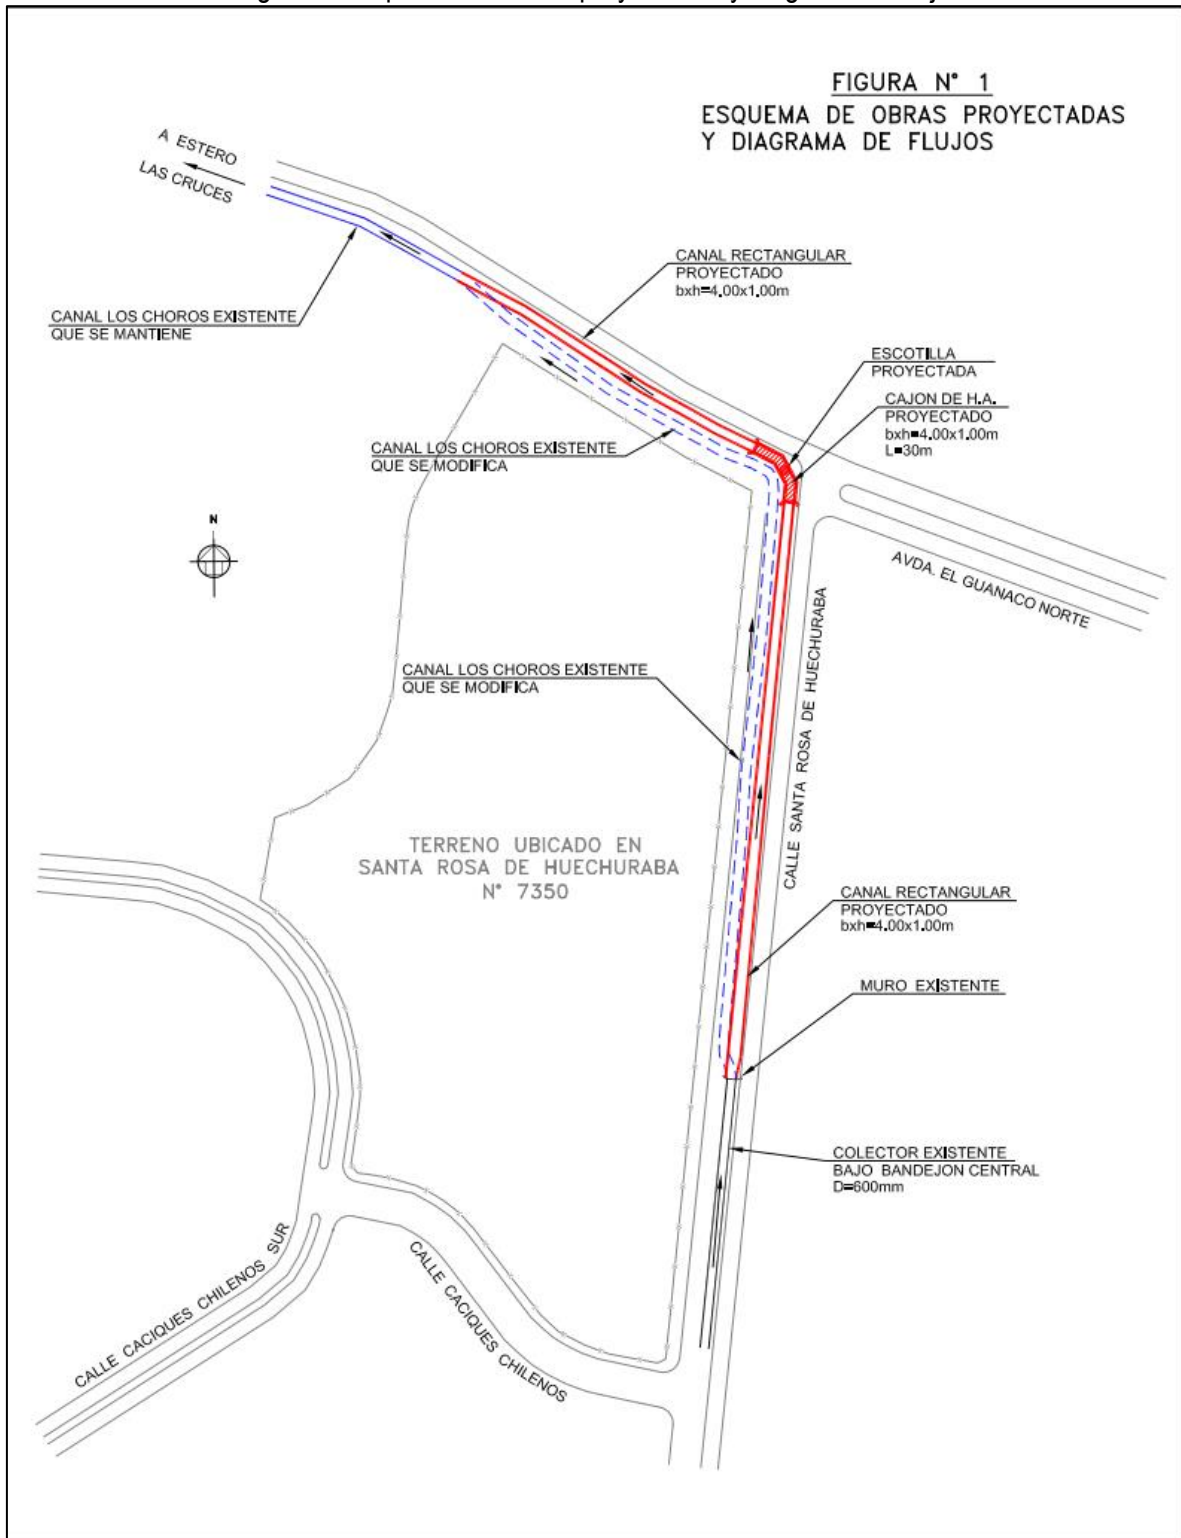 FIGURA N° 1
ESQUEMA DE OBRAS PROYECTADAS
Y DIAGRAMA DE FLUJOS
A ESTERO
LAS CRUCES
CANAL RECTANGULAR
PROYECTADO
bxh=4.00x1.00m
CANAL LOS CHOROS EXISTENTE
QUE SE MANTIENE
ESCOTILLA
PROYECTADA
CAJON DE H.A.
PROYECTADO
bxh=4.00x1.00m
L=30m
CANAL LOS CHOROS EXISTENTE
QUE SE MODIFICA
N
AVDA. EL GUANACO NORTE
CANAL LOS CHOROS EXISTENTE
QUE SE MODIFICA
CALLE SANTA ROSA DE HUECHURABA
TERRENO UBICADO EN
SANTA ROSA DE HUECHURABA
N° 7350
CANAL RECTANGULAR
PROYECTADO
bxh=4.00x1.00m
MURO EXISTENTE
COLECTOR EXISTENTE
BAJO BANDEJON CENTRAL
D=600mm
CALLE CACIQUES CHILENOS SUR
CALLE CACIQUES CHILENOS